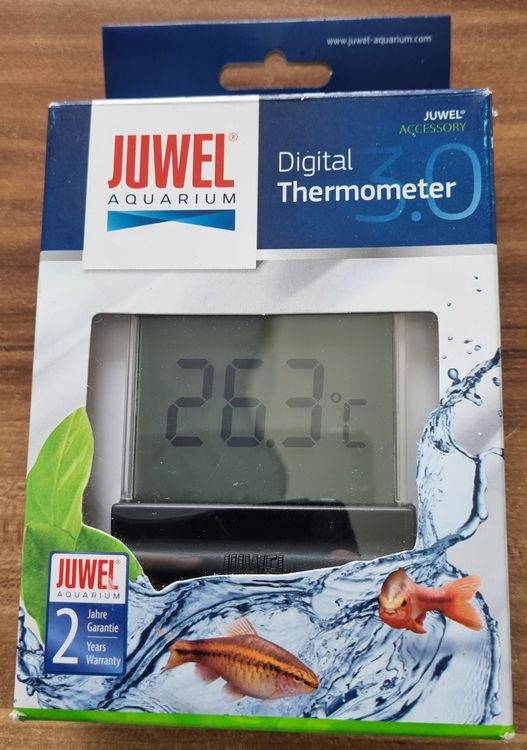 www.juwel-aquarium.com
JUWEL®
ACCESSORY
JUWEL®
AQUARIUM
Digital
Thermometer
3.0
26.3°C
JUWEL
JUWEL®
AQUARIUM
2
Jahre
Garantie
Years
Warranty